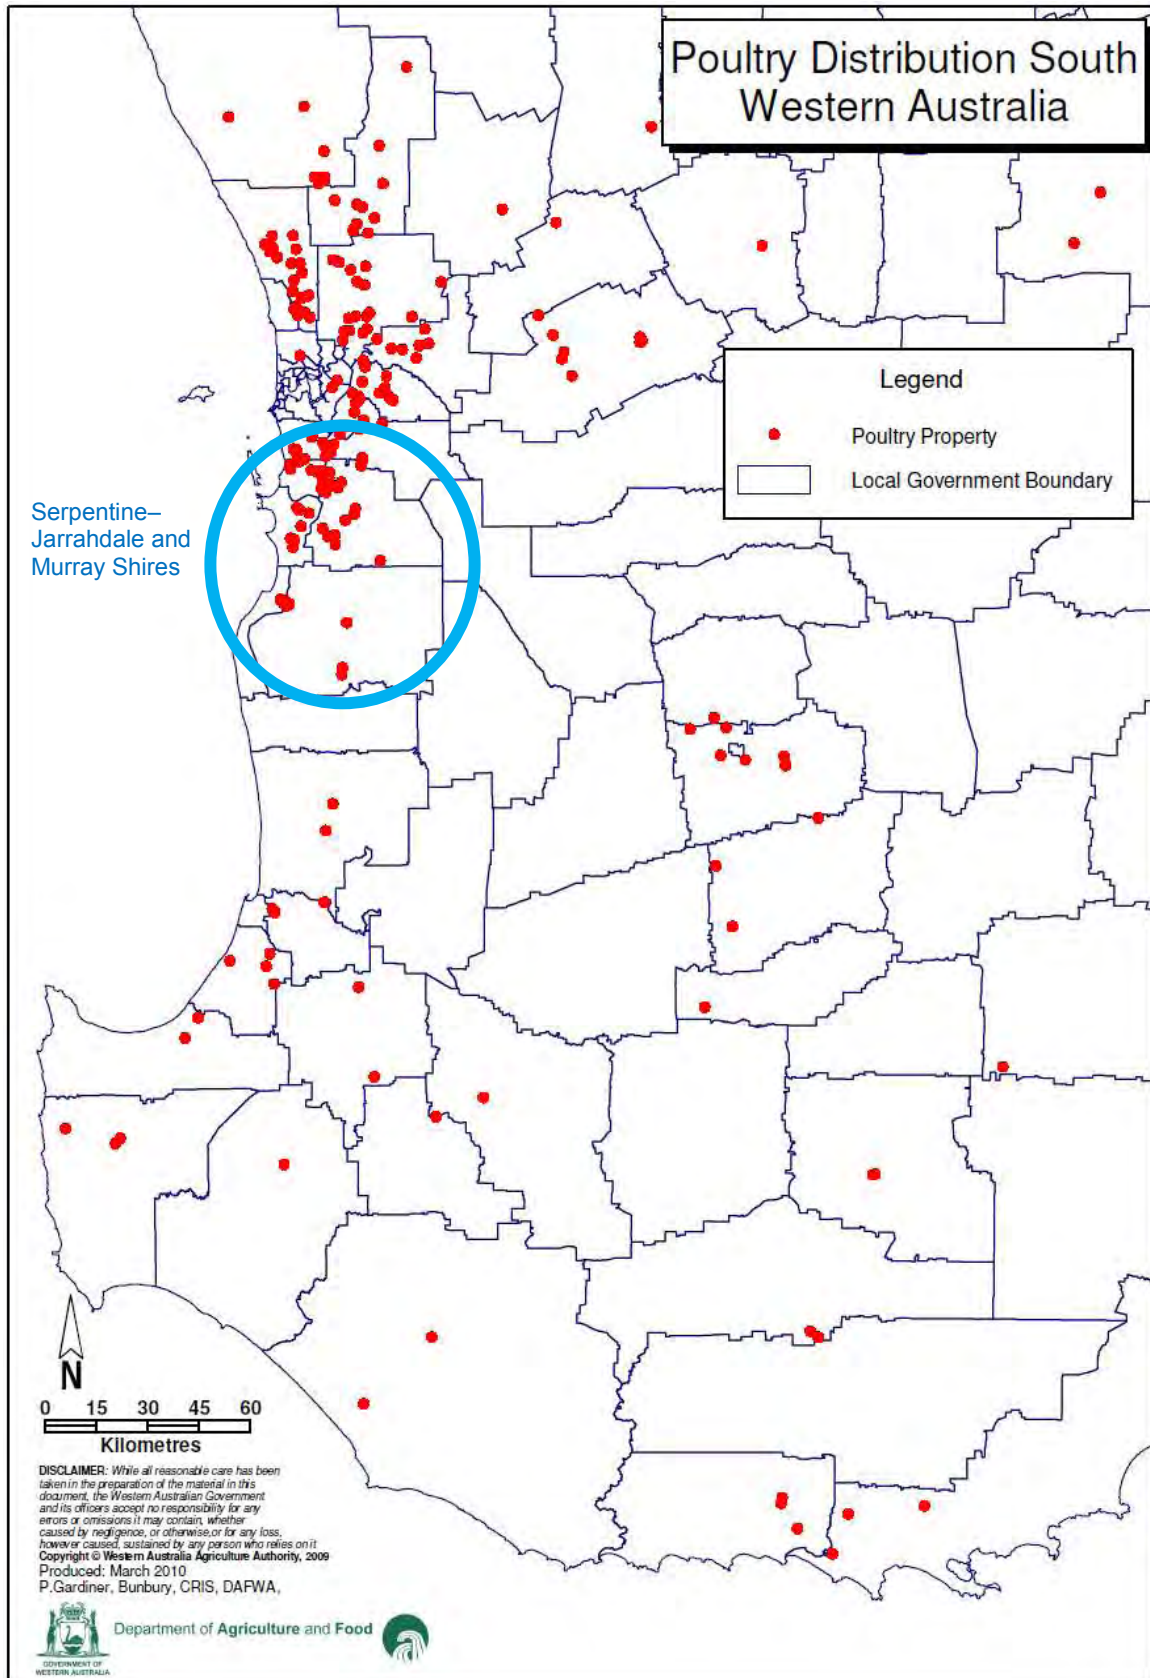 Poultry Distribution South
Western Australia
Legend
Poultry Property
Local Government Boundary
Serpentine–
Jarrahdale and
Murray Shires
N
0 15 30 45 60
Kilometres
DISCLAIMER: While all reasonable care has been
taken in the preparation of the material in this
document, the Western Australian Government
and its officers accept no responsibility for any
errors or omissions it may contain, whether
caused by negligence, or otherwise,or for any loss,
however caused, sustained by any person who relies on it
Copyright © Western Australia Agriculture Authority, 2009
Produced: March 2010
P.Gardiner, Bunbury, CRIS, DAFWA,
Department of Agriculture and Food
GOVERNMENT OF
WESTERN AUSTRALIA